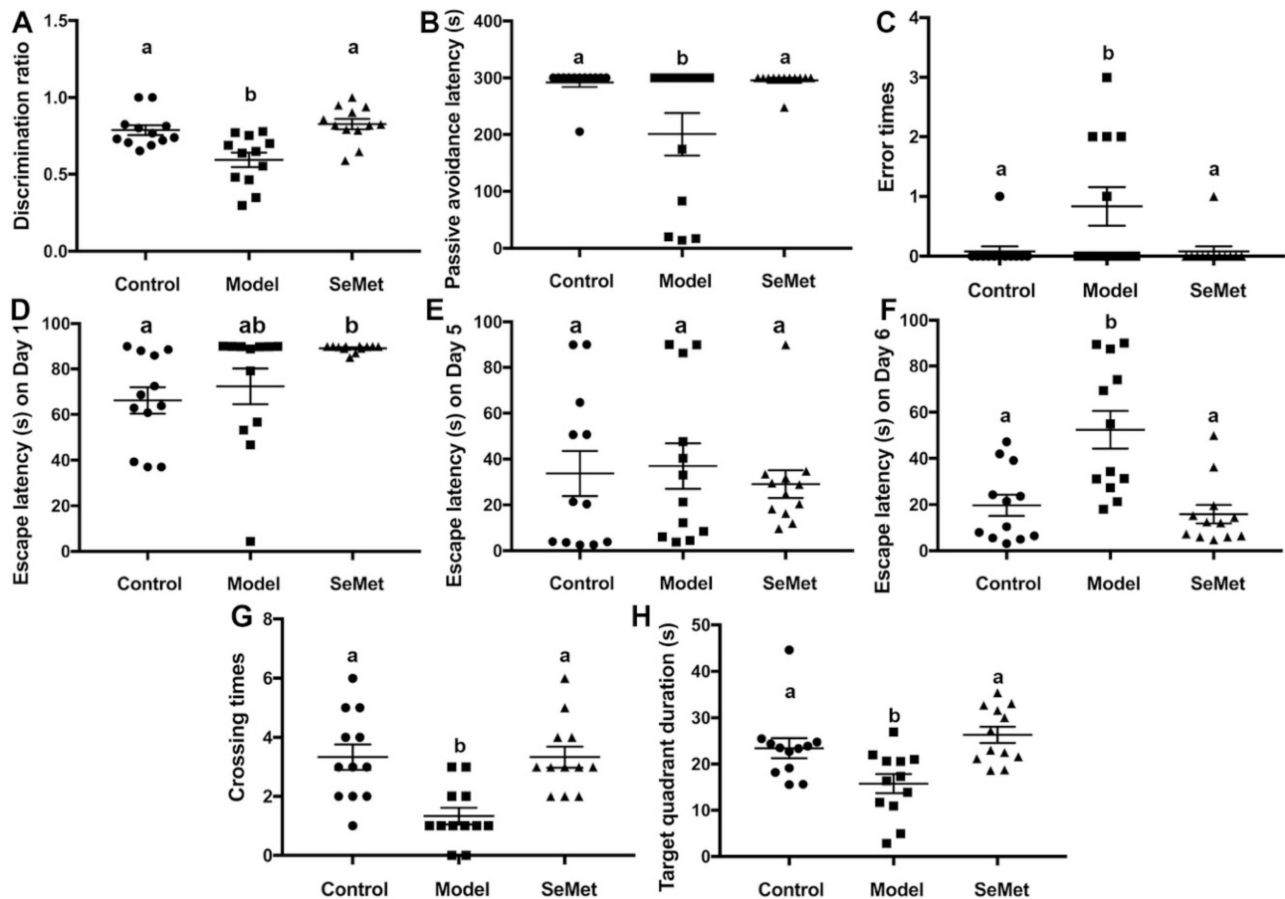 A
Discrimination ratio
1.5
1.0
0.5
0.0
a
b
a
Control
Model
SeMet
B
Passive avoidance latency (s)
400
300
200
100
0
a
b
a
Control
Model
SeMet
C
Error times
4
3
2
1
0
a
b
a
Control
Model
SeMet
D
Escape latency (s) on Day 1
100
80
60
40
20
0
a
ab
b
Control
Model
SeMet
E
Escape latency (s) on Day 5
100
80
60
40
20
0
a
a
a
Control
Model
SeMet
F
Escape latency (s) on Day 6
100
80
60
40
20
0
a
b
a
Control
Model
SeMet
G
Crossing times
8
6
4
2
0
a
b
a
Control
Model
SeMet
H
Target quadrant duration (s)
50
40
30
20
10
0
a
b
a
Control
Model
SeMet